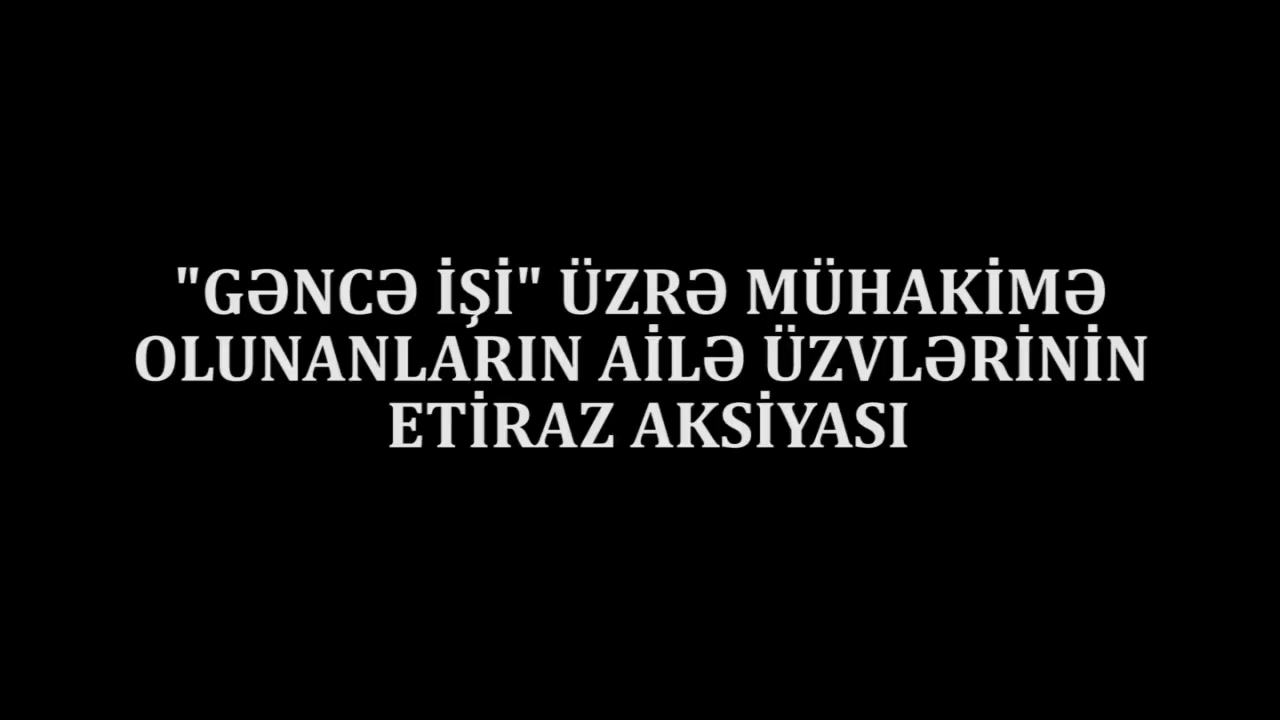 "GƏNCƏ İŞİ" ÜZRƏ MÜHAKİMƏ
OLUNANLARIN AİLƏ ÜZVLƏRİNİN
ETİRAZ AKSİYASI